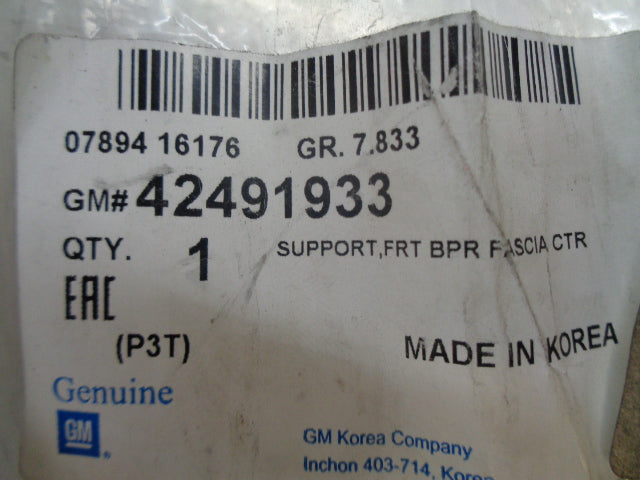 07894 16176 GR. 7.833
GM# 42491933
QTY. 1 SUPPORT,FRT BPR FASCIA CTR
EAC
(P3T) MADE IN KOREA
Genuine
GM®
GM Korea Company
Inchon 403-714, Korea